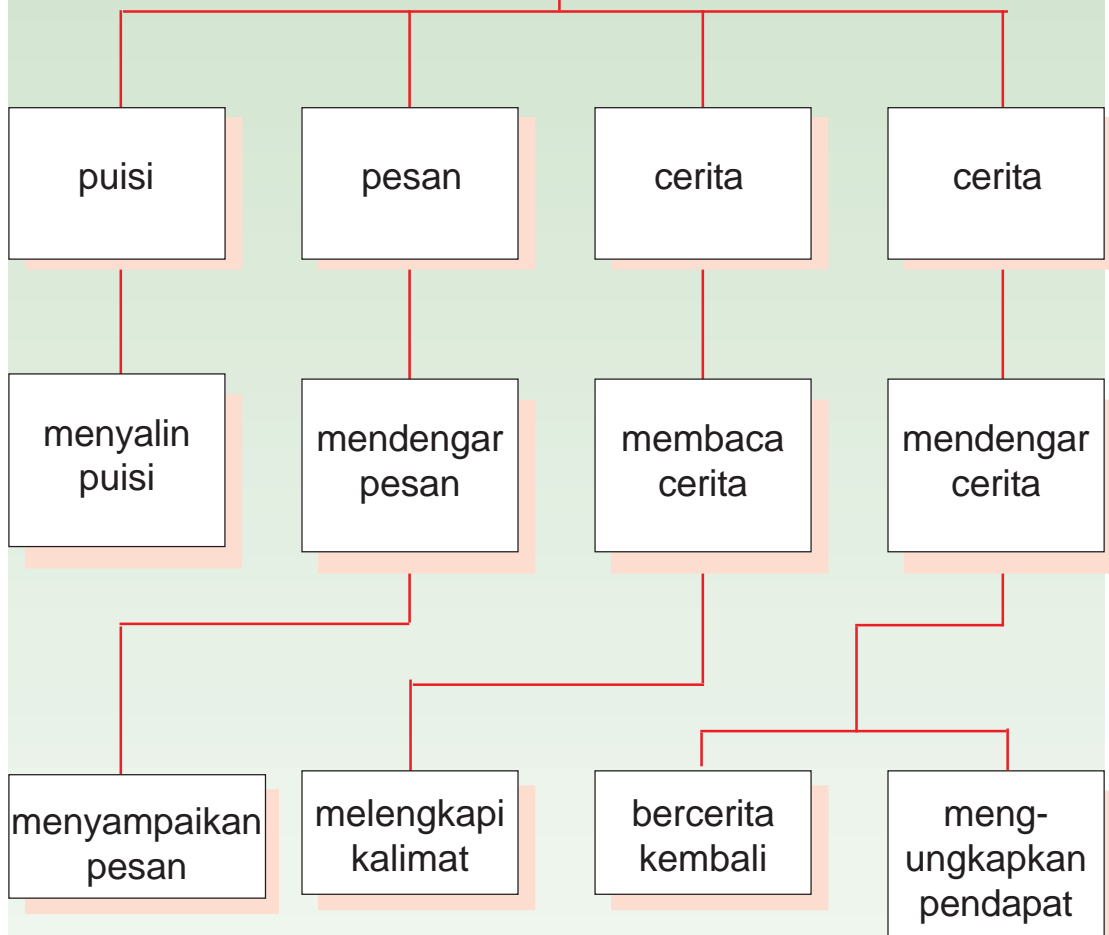 puisi
pesan
cerita
cerita
menyalin
puisi
mendengar
pesan
membaca
cerita
mendengar
cerita
menyampaikan
pesan
melengkapi
kalimat
bercerita
kembali
meng-
ungkapkan
pendapat